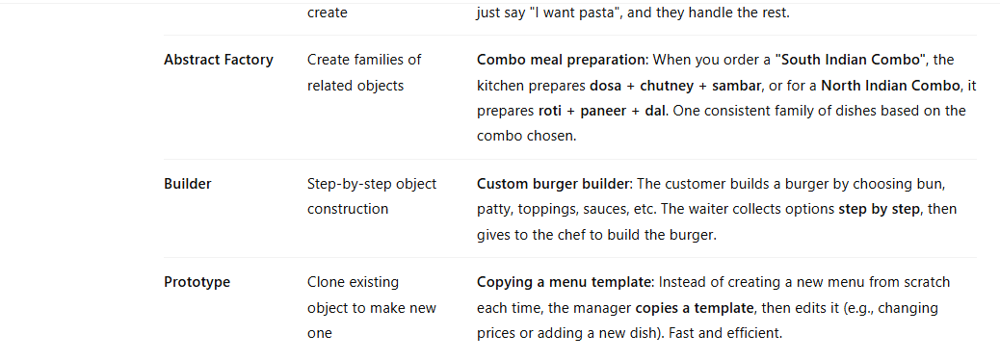 create
just say "I want pasta", and they handle the rest.
Abstract Factory
Create families of
related objects
Combo meal preparation: When you order a "South Indian Combo", the
kitchen prepares dosa + chutney + sambar, or for a North Indian Combo, it
prepares roti + paneer + dal. One consistent family of dishes based on the
combo chosen.
Builder
Step-by-step object
construction
Custom burger builder: The customer builds a burger by choosing bun,
patty, toppings, sauces, etc. The waiter collects options step by step, then
gives to the chef to build the burger.
Prototype
Clone existing
object to make new
one
Copying a menu template: Instead of creating a new menu from scratch
each time, the manager copies a template, then edits it (e.g., changing
prices or adding a new dish). Fast and efficient.